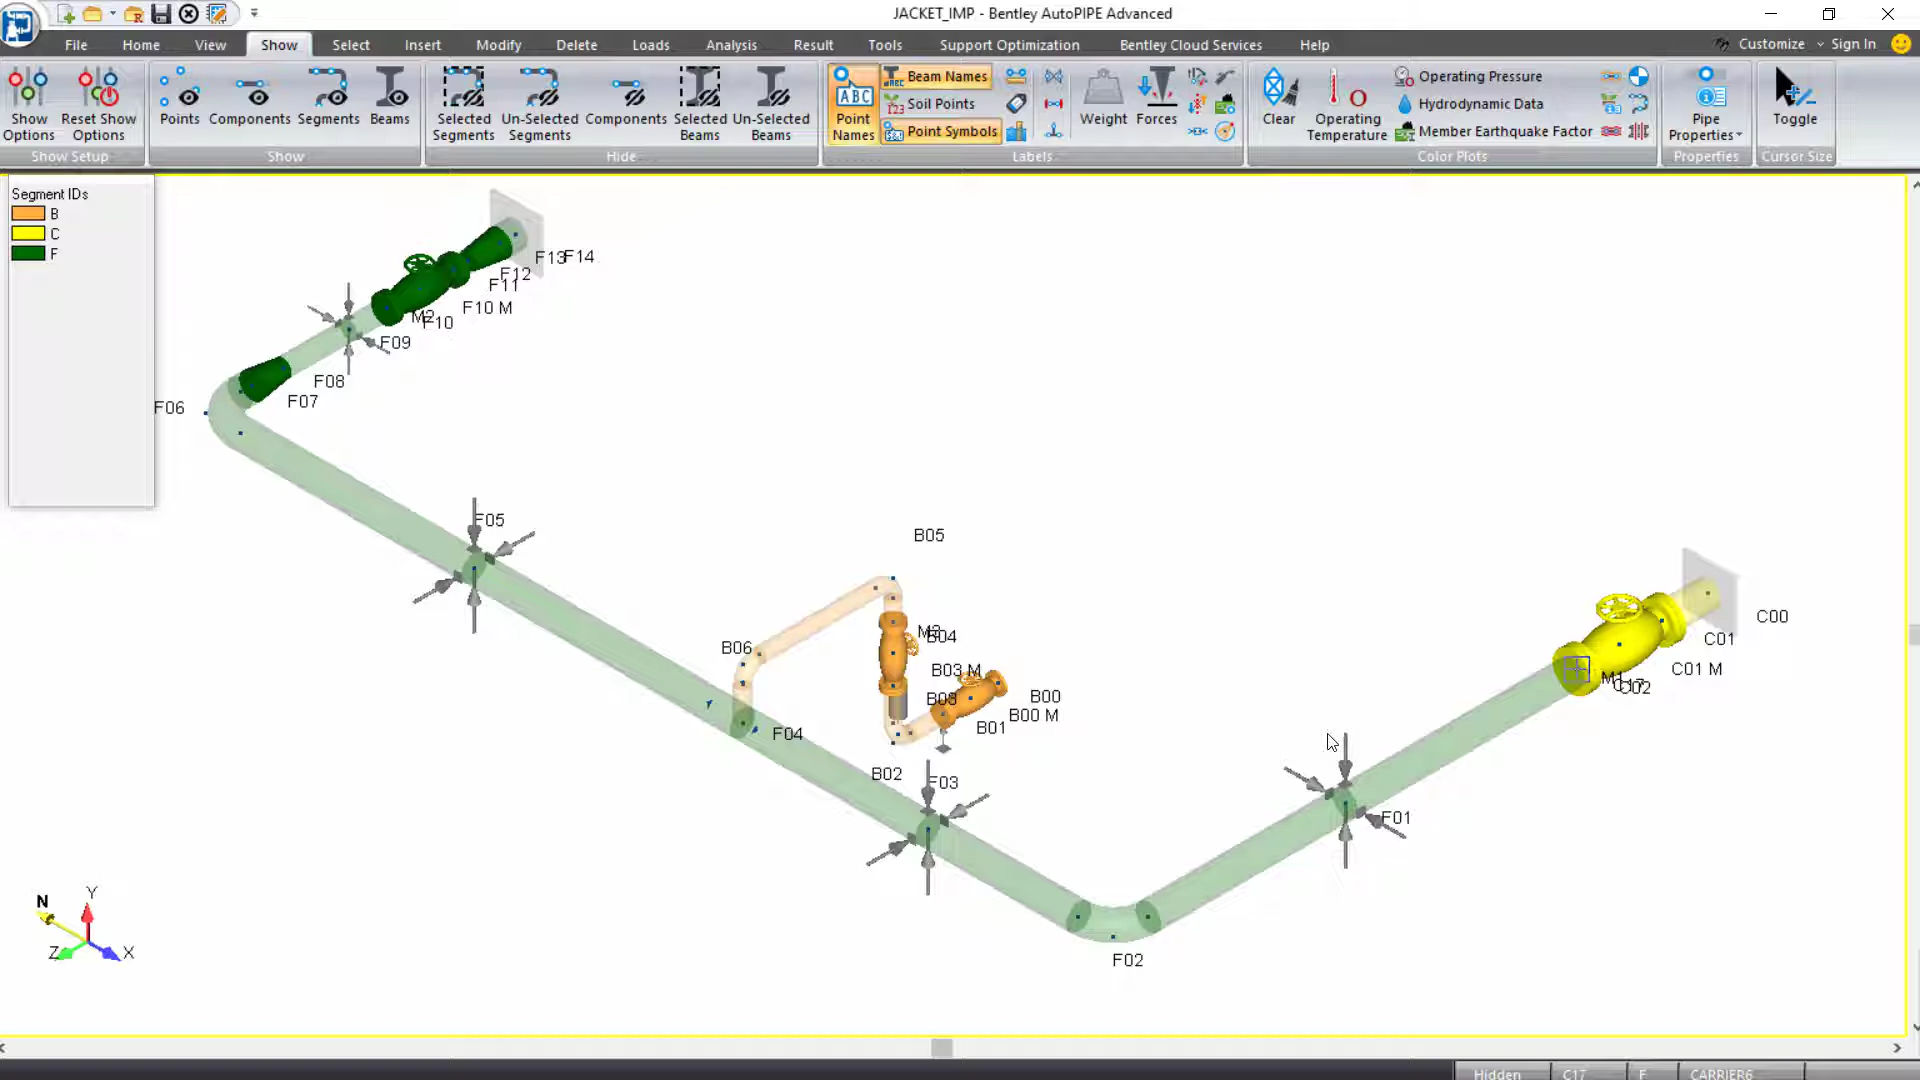 JACKET_IMP - Bentley AutoPIPE Advanced
File Home View Show Select Insert Modify Delete Loads Analysis Result Tools Support Optimization Bentley Cloud Services Help Customize Sign In
Show Options
Reset Show Options
Points
Components
Segments
Beams
Selected Segments
Un-Selected Segments
Components
Selected Beams
Un-Selected Beams
Point Names
Beam Names
Soil Points
Point Symbols
Weight
Forces
Clear
Operating Temperature
Operating Pressure
Hydrodynamic Data
Member Earthquake Factor
Pipe Properties
Toggle
Show Setup
Show
Hide
Labels
Color Plots
Properties
Cursor Size
Segment IDs
B
C
F
F13
F14
F12
F11
F10 M
M2
F10
F09
F08
F07
F06
F05
B05
B06
B04
B03 M
B00
B00 M
B01
F04
B02
F03
C00
C01
C01 M
M1
C17
C02
F01
F02
N
Y
Z
X
Hidden C17 F CARRIER6